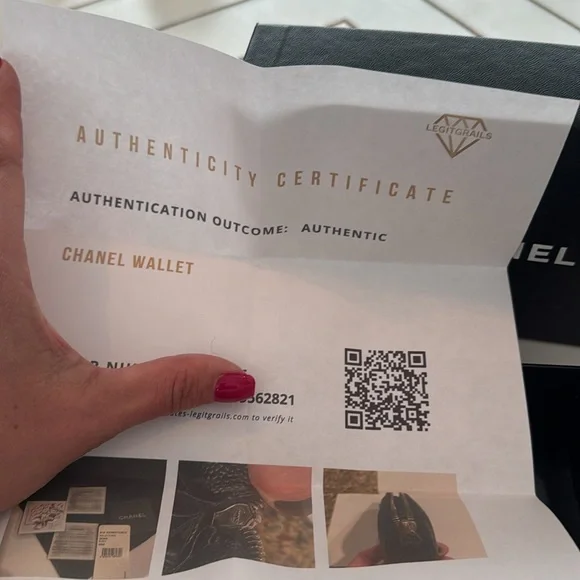 LEGITGRAILS
AUTHENTICITY CERTIFICATE
AUTHENTICATION OUTCOME: AUTHENTIC
CHANEL WALLET
562821
-legitgrails.com to verify it
CHANEL